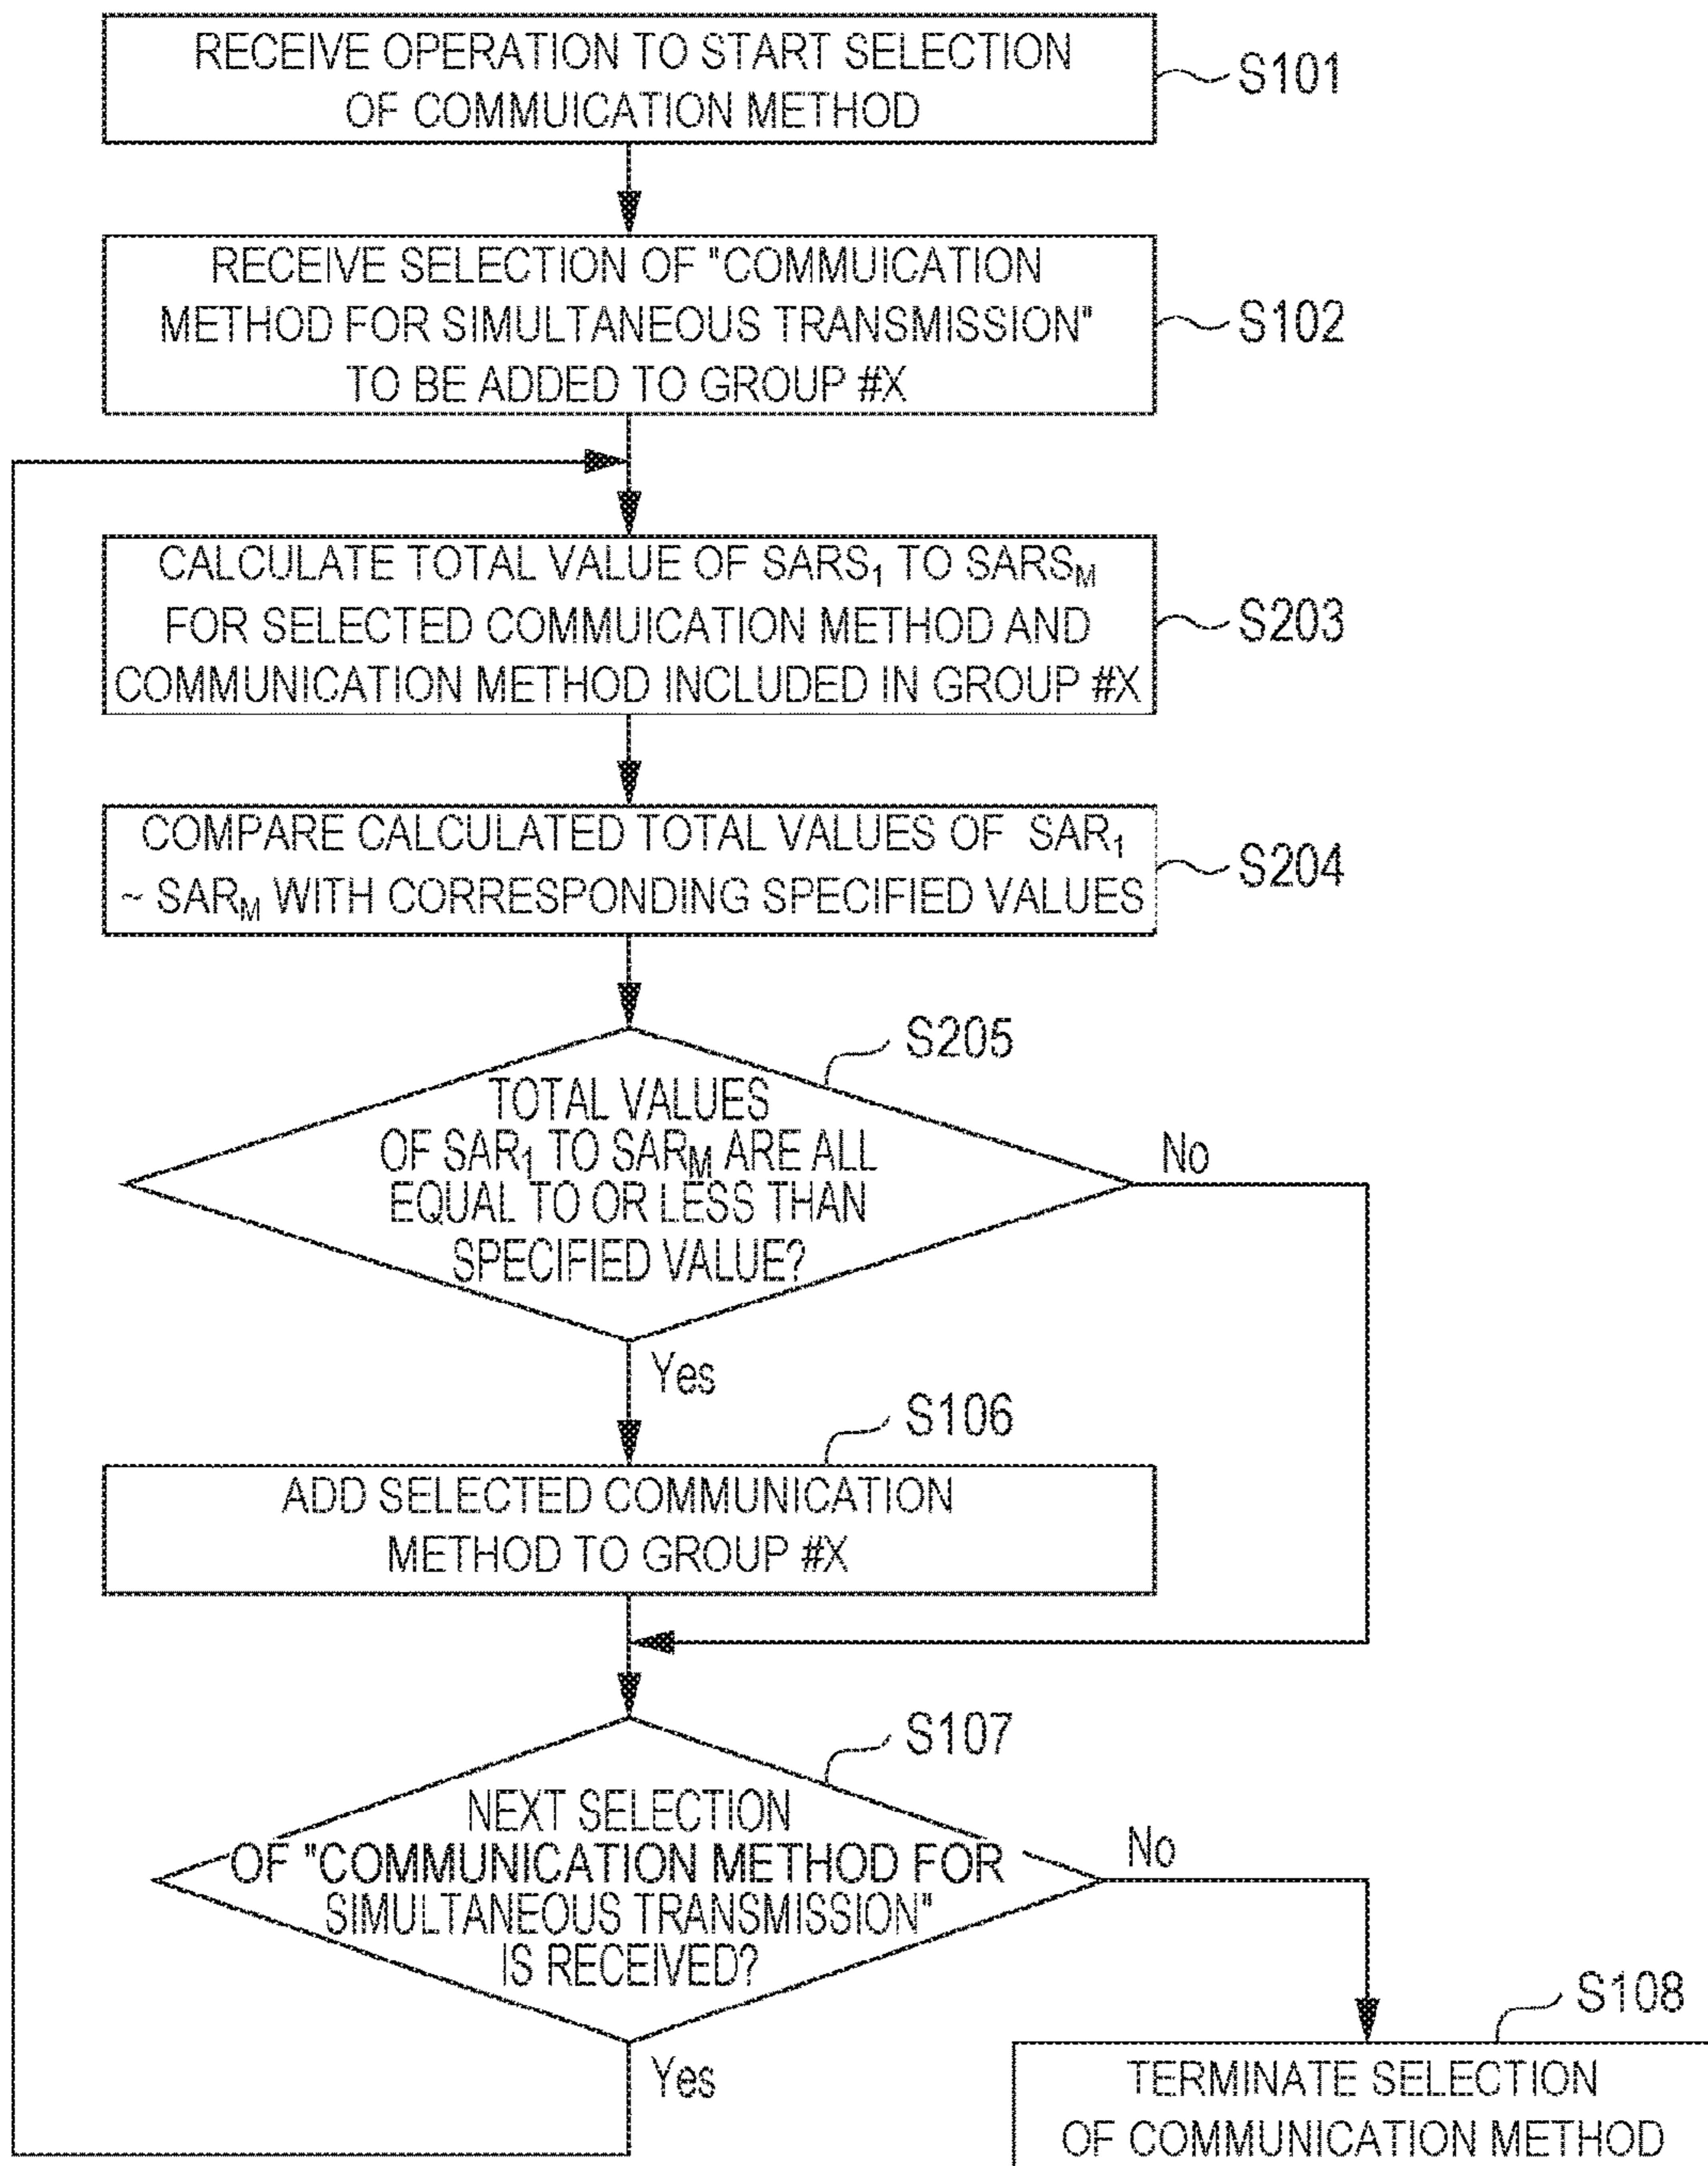 RECEIVE OPERATION TO START SELECTION
OF COMMUICATION METHOD
S101
RECEIVE SELECTION OF "COMMUICATION
METHOD FOR SIMULTANEOUS TRANSMISSION"
TO BE ADDED TO GROUP #X
S102
CALCULATE TOTAL VALUE OF SARS₁ TO SARSM
FOR SELECTED COMMUICATION METHOD AND
COMMUNICATION METHOD INCLUDED IN GROUP #X
S203
COMPARE CALCULATED TOTAL VALUES OF SAR₁
~ SARM WITH CORRESPONDING SPECIFIED VALUES
S204
S205
TOTAL VALUES
OF SAR₁ TO SARM ARE ALL
EQUAL TO OR LESS THAN
SPECIFIED VALUE?
No
Yes
S106
ADD SELECTED COMMUNICATION
METHOD TO GROUP #X
S107
NEXT SELECTION
OF "COMMUNICATION METHOD FOR
SIMULTANEOUS TRANSMISSION"
IS RECEIVED?
No
Yes
S108
TERMINATE SELECTION
OF COMMUNICATION METHOD